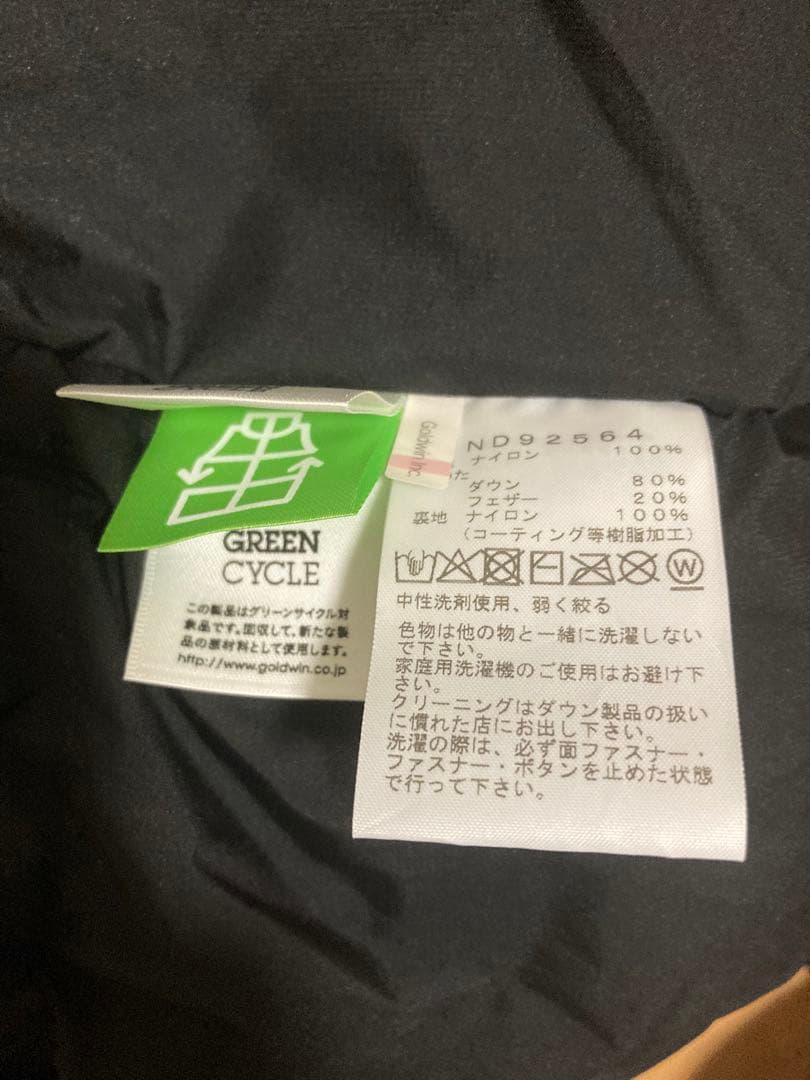 GREEN
CYCLE
この製品はグリーンサイクル対
象品です。回収して、新たな製
品の原材料として使用します。
http://www.goldwin.co.jp
Goldwin Inc.
ND92564
ナイロン 100%
た
ダウン 80%
フェザー 20%
裏地 ナイロン 100%
(コーティング等樹脂加工)
W
中性洗剤使用、弱く絞る
色物は他の物と一緒に洗濯しない
で下さい。
家庭用洗濯機のご使用はお避け下
さい。
クリーニングはダウン製品の扱い
に慣れた店にお出し下さい。
洗濯の際は、必ず面ファスナー・
ファスナー・ボタンを止めた状態
で行って下さい。